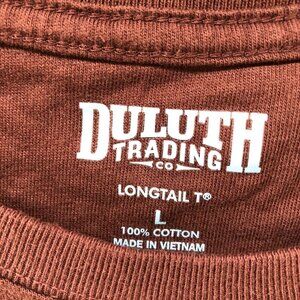 DULUTH
TRADING
CO
LONGTAIL T®
L
100% COTTON
MADE IN VIETNAM